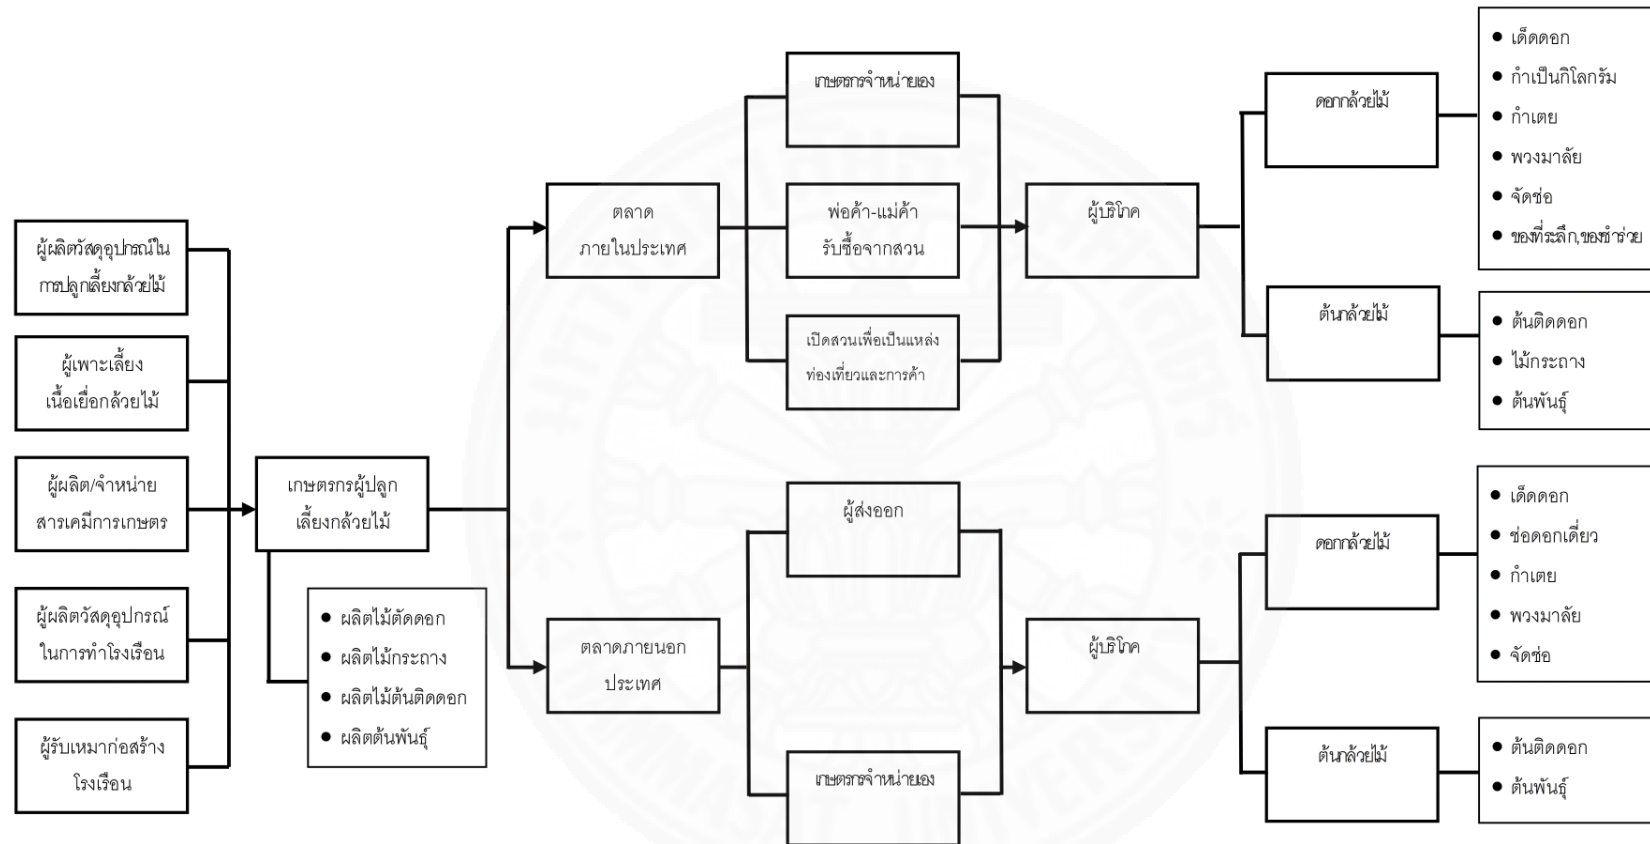 ผู้ผลิตวัสดุอุปกรณ์ใน
การปลูกเลี้ยงกล้วยไม้
ผู้เพาะเลี้ยง
เนื้อเยื่อกล้วยไม้
ผู้ผลิต/จำหน่าย
สารเคมีการเกษตร
ผู้ผลิตวัสดุอุปกรณ์
ในการทำโรงเรือน
ผู้รับเหมาก่อสร้าง
โรงเรือน
เกษตรกรผู้ปลูก
เลี้ยงกล้วยไม้
● ผลิตไม้ตัดดอก
● ผลิตไม้กระถาง
● ผลิตไม้ต้นติดดอก
● ผลิตต้นพันธุ์
ตลาด
ภายในประเทศ
เกษตรกรจำหน่ายเอง
พ่อค้า-แม่ค้า
รับซื้อจากสวน
เปิดสวนเพื่อเป็นแหล่ง
ท่องเที่ยวและการค้า
ผู้บริโภค
ดอกกล้วยไม้
● เด็ดดอก
● กำเป็นกิโลกรัม
● กำเตย
● พวงมาลัย
● จัดช่อ
● ของที่ระลึก,ของชำร่วย
ต้นกล้วยไม้
● ต้นติดดอก
● ไม้กระถาง
● ต้นพันธุ์
ตลาดภายนอก
ประเทศ
ผู้ส่งออก
เกษตรกรจำหน่ายเอง
ผู้บริโภค
ดอกกล้วยไม้
● เด็ดดอก
● ช่อดอกเดี่ยว
● กำเตย
● พวงมาลัย
● จัดช่อ
ต้นกล้วยไม้
● ต้นติดดอก
● ต้นพันธุ์